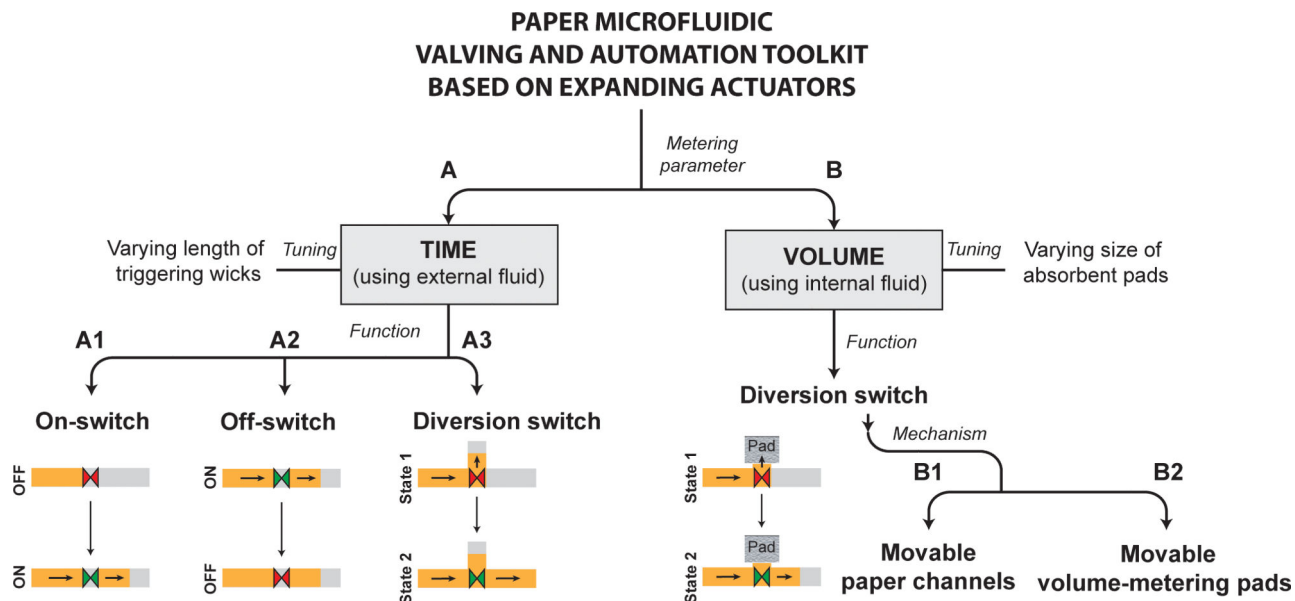 PAPER MICROFLUIDIC
VALVING AND AUTOMATION TOOLKIT
BASED ON EXPANDING ACTUATORS
Metering
parameter
A
B
Varying length of
triggering wicks
Tuning
TIME
(using external fluid)
VOLUME
(using internal fluid)
Tuning
Varying size of
absorbent pads
Function
A1
A2
A3
Function
On-switch
Off-switch
Diversion switch
Diversion switch
Mechanism
OFF
ON
ON
OFF
State 1
State 2
Pad
State 1
Pad
State 2
B1
B2
Movable
paper channels
Movable
volume-metering pads